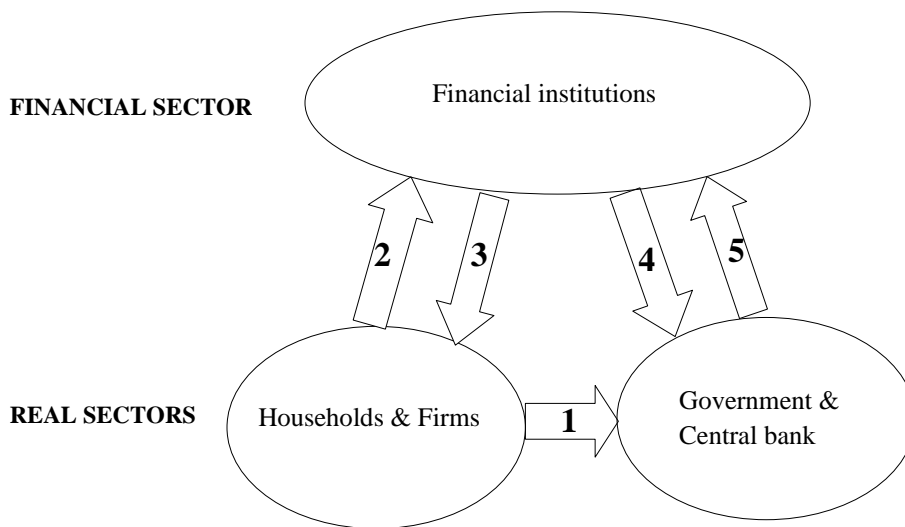 Financial institutions
FINANCIAL SECTOR
2
3
4
5
REAL SECTORS
Households & Firms
1
Government &
Central bank